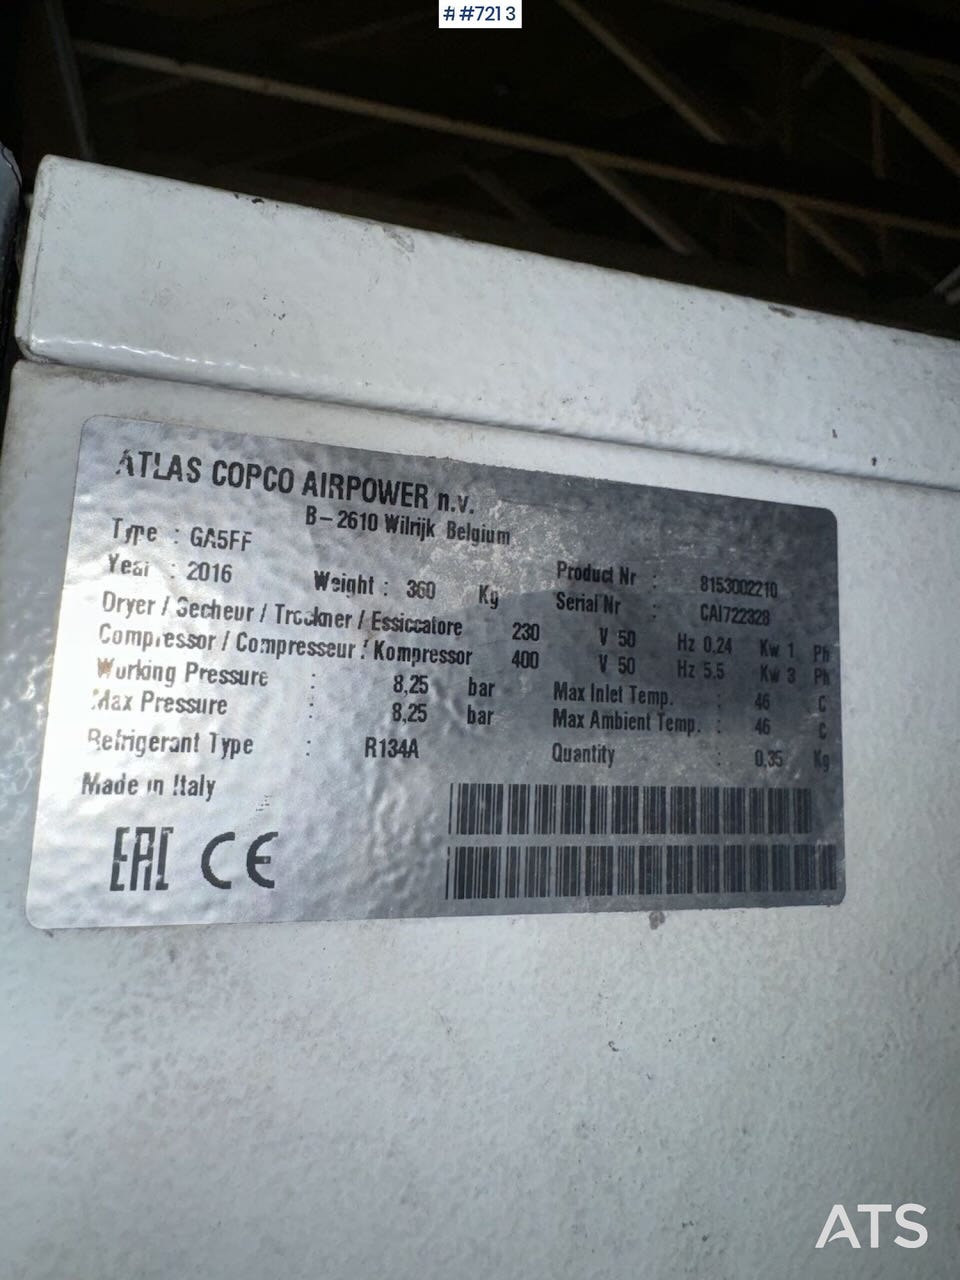 ##7213
ATLAS COPCO AIRPOWER n.v.
B-2610 Wilrijk Belgium
Type : GA5FF
Year : 2016 Weight : 360 Kg Product Nr : 8153002210
Serial Nr : CAI722328
Dryer / Secheur / Trockner / Essiccatore 230 V 50 Hz 0,24 Kw 1 Ph
Compressor / Compresseur / Kompressor 400 V 50 Hz 5.5 Kw 3 Ph
Working Pressure : 8,25 bar Max Inlet Temp. : 46 C
Max Pressure : 8,25 bar Max Ambient Temp. : 46 C
Refrigerant Type : R134A Quantity : 0,35 Kg
Made in Italy
EAC CE
ATS